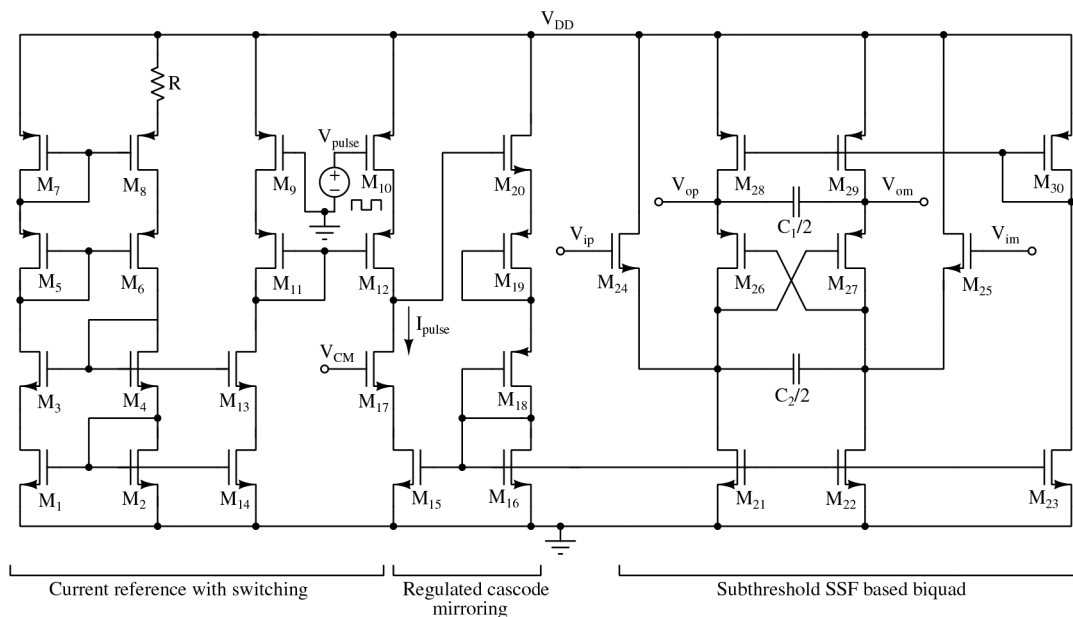 V_DD
R
V_pulse
M_7
M_8
M_9
+
−
M_10
M_20
M_28
M_29
M_30
V_op
V_om
C_1/2
V_ip
V_im
M_5
M_6
M_11
M_12
M_19
M_24
M_26
M_27
M_25
I_pulse
V_CM
C_2/2
M_3
M_4
M_13
M_17
M_18
M_1
M_2
M_14
M_15
M_16
M_21
M_22
M_23
Current reference with switching
Regulated cascode
mirroring
Subthreshold SSF based biquad